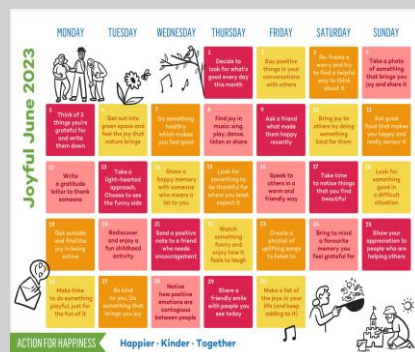 Joyful June 2023
MONDAY TUESDAY WEDNESDAY THURSDAY FRIDAY SATURDAY SUNDAY
1
Decide to
look for what's
good every day
this month
2
Say positive
things in your
conversations
with others
3
Re-frame a
worry and try
to find a helpful
way to think
about it
4
Take a photo
of something
that brings you
joy and share it
5
Think of 3
things you're
grateful for
and write
them down
6
Get out into
green space and
feel the joy that
nature brings
7
Do something
healthy
which makes
you feel good
8
Find joy in
music: sing,
play, dance,
listen or share
9
Ask a friend
what made
them happy
recently
10
Bring joy to
others by doing
something
kind for them
11
Eat good
food that makes
you happy and
really savour it
12
Write
a gratitude
letter to thank
someone
13
Take a
light-hearted
approach.
Choose to see
the funny side
14
Share a
happy memory
with someone
who means a
lot to you
15
Look for
something to
be thankful for
where you least
expect it
16
Speak to
others in a
warm and
friendly way
17
Take time
to notice things
that you find
beautiful
18
Look for
something
good in a
difficult
situation
19
Get outside
and find the
joy in being
active
20
Rediscover
and enjoy a
fun childhood
activity
21
Send a positive
note to a friend
who needs
encouragement
22
Watch
something
funny and
enjoy how it
feels to laugh
23
Create a
playlist of
uplifting songs
to listen to
24
Bring to mind
a favourite
memory you
feel grateful for
25
Show your
appreciation to
people who are
helping others
26
Make time
to do something
playful, just for
the fun of it
27
Be kind
to you. Do
something that
brings you joy
28
Notice
how positive
emotions are
contagious
between people
29
Share a
friendly smile
with people you
see today
30
Make a list of
the joys in your
life (and keep
adding to it)
ACTION FOR HAPPINESS
Happier · Kinder · Together